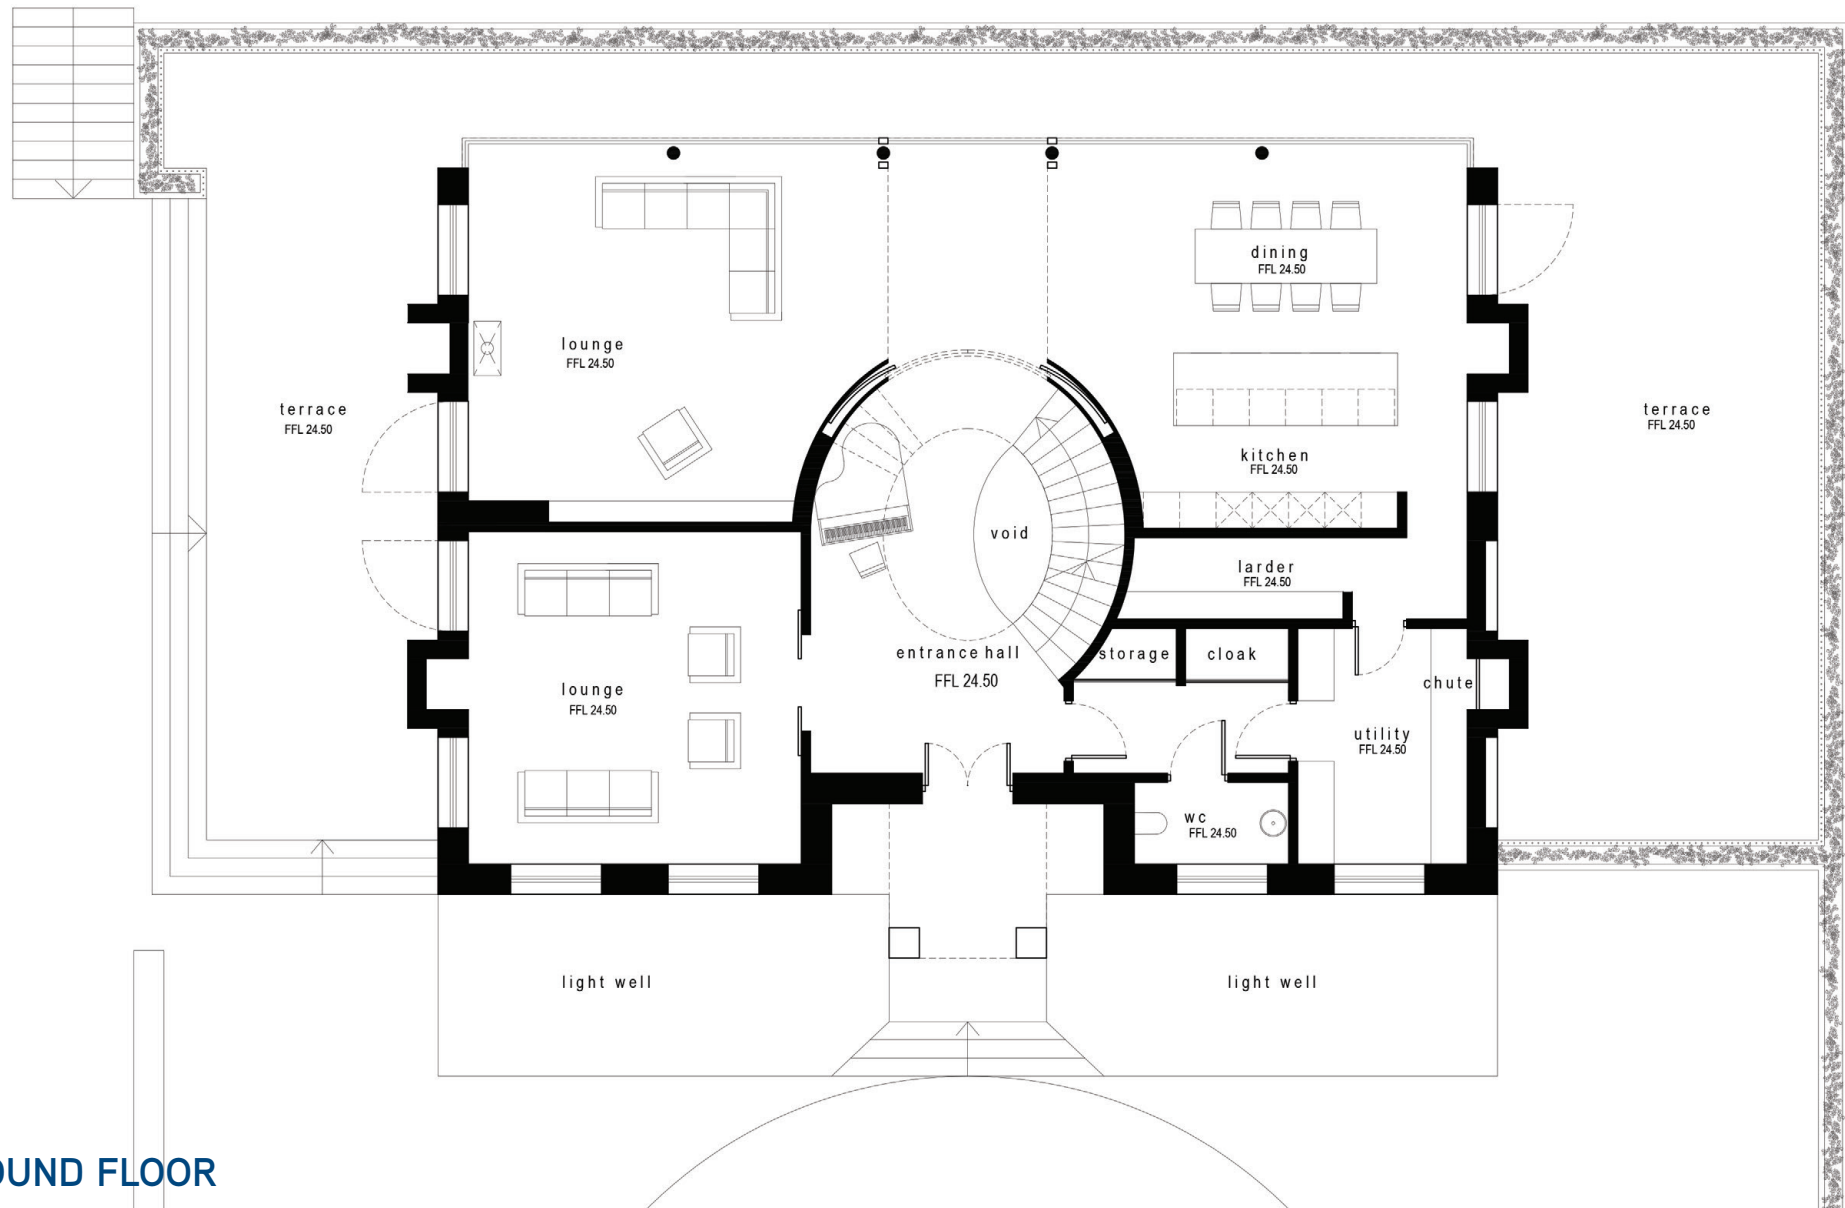 dining
FFL 24.50
lounge
FFL 24.50
terrace
FFL 24.50
terrace
FFL 24.50
kitchen
FFL 24.50
void
larder
FFL 24.50
entrance hall
FFL 24.50
storage
cloak
chute
lounge
FFL 24.50
utility
FFL 24.50
wc
FFL 24.50
light well
light well
OUND FLOOR